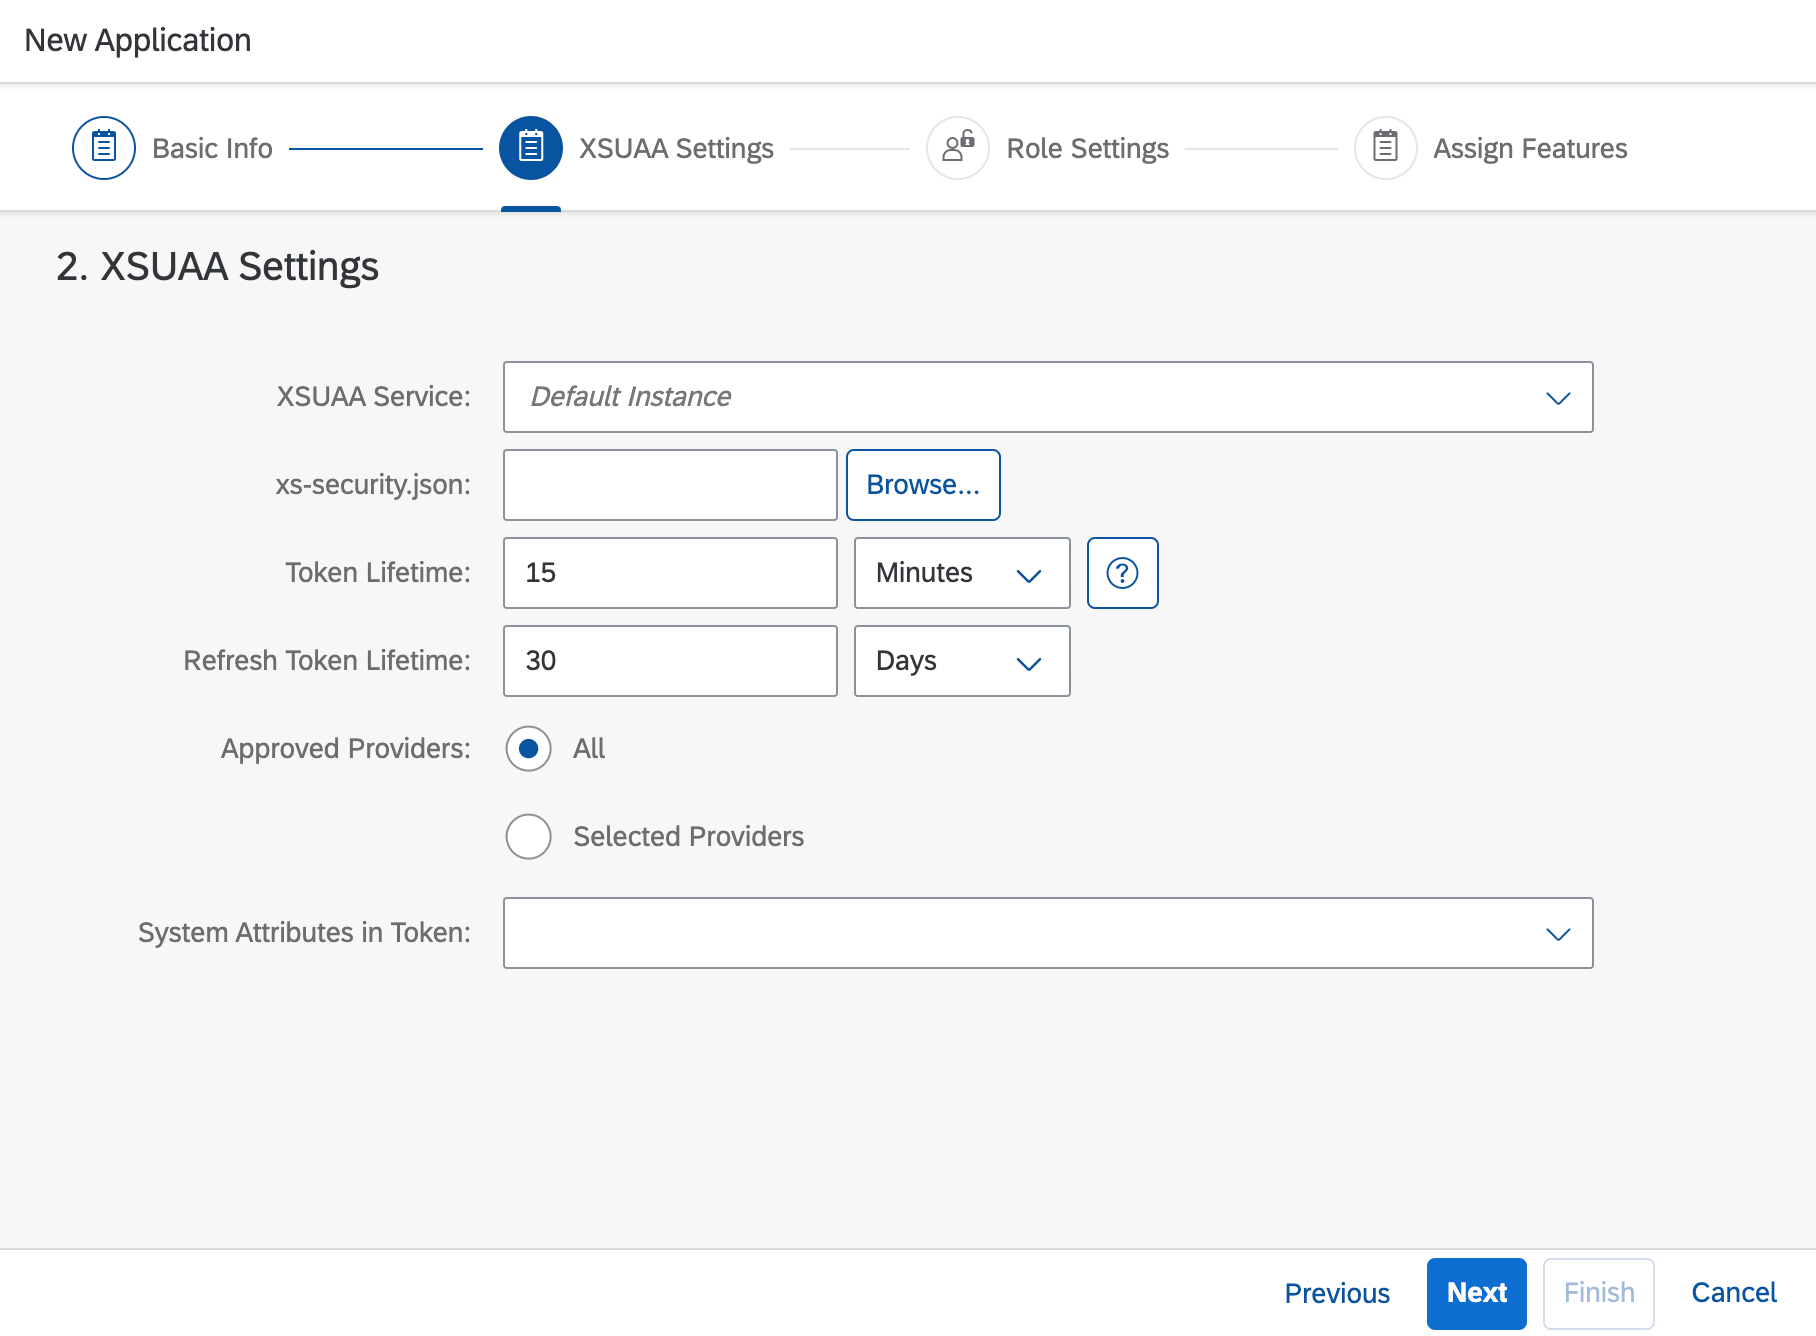 New Application
Basic Info XSUAA Settings Role Settings Assign Features
2. XSUAA Settings
XSUAA Service: Default Instance
xs-security.json: Browse...
Token Lifetime: 15 Minutes ?
Refresh Token Lifetime: 30 Days
Approved Providers: All
Selected Providers
System Attributes in Token:
Previous Next Finish Cancel